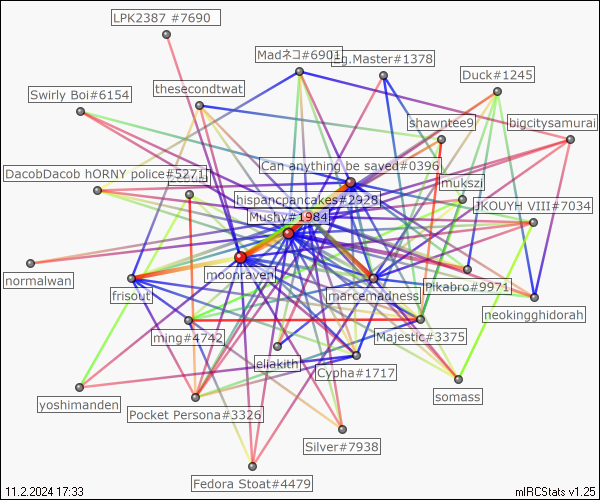 LPK2387 #7690
Madネコ#6901
g.Master#1378
Duck#1245
Swirly Boi#6154
thesecondtwat
shawntee9
bigcitysamurai
Can anything be saved#0396
DacobDacob hORNY police#5271
mukszi
hispancpancakes#2928
JKOUYH VIII#7034
Mushy#1984
moonraven
normalwan
frisout
marcemadness
Pikabro#9971
neokingghidorah
ming#4742
Majestic#3375
eliakith
Cypha#1717
somass
yoshimanden
Pocket Persona#3326
Silver#7938
Fedora Stoat#4479
11.2.2024 17:33
mIRCStats v1.25